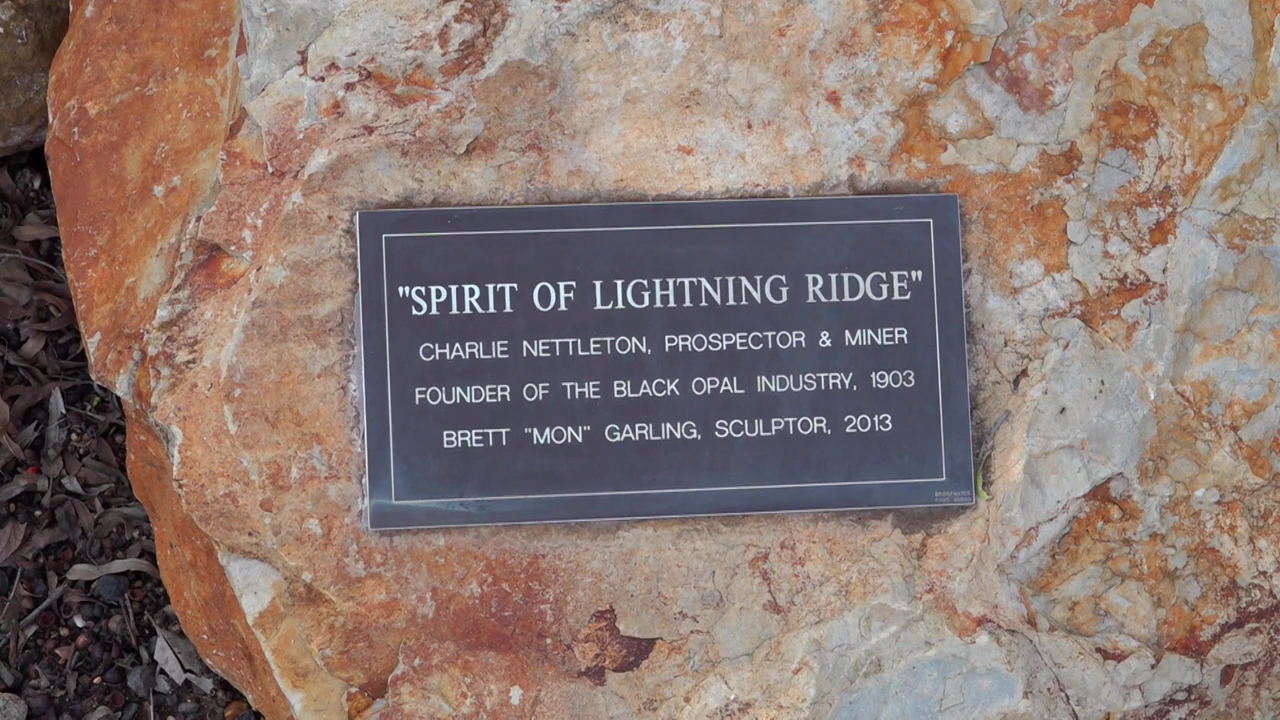 "SPIRIT OF LIGHTNING RIDGE"
CHARLIE NETTLETON, PROSPECTOR & MINER
FOUNDER OF THE BLACK OPAL INDUSTRY, 1903
BRETT "MON" GARLING, SCULPTOR, 2013